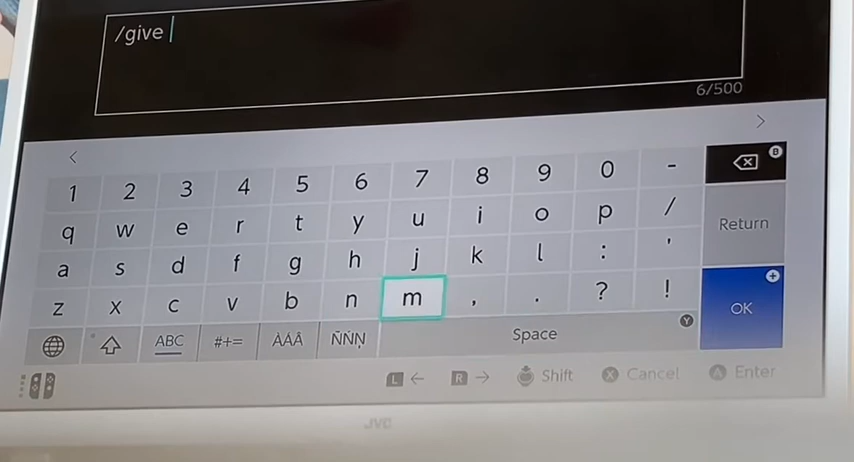 /give
6/500
< >
1 2 3 4 5 6 7 8 9 0 - B
q w e r t y u i o p / Return
a s d f g h j k l : '
z x c v b n m , . ? ! + OK
ABC #+= ÀÁÂ ÑŃŅ Space Y
L ← R → Shift X Cancel A Enter
JVC